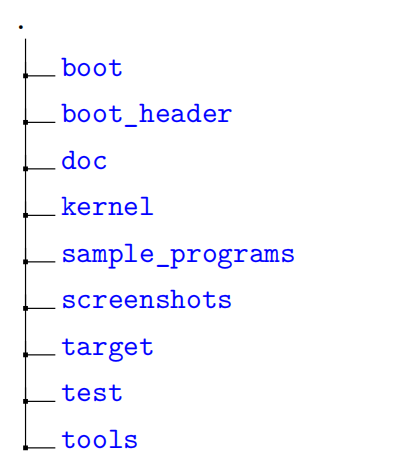 .
boot
boot_header
doc
kernel
sample_programs
screenshots
target
test
tools